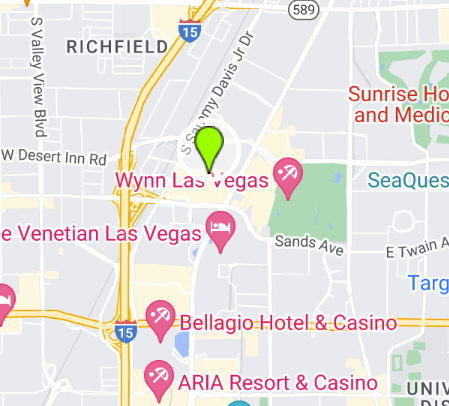 589
15
RICHFIELD
S Valley View Blvd
S Sammy Davis Jr Dr
Sunrise Ho
and Medic
W Desert Inn Rd
Wynn Las Vegas
SeaQues
e Venetian Las Vegas
Sands Ave
E Twain A
Targ
15
Bellagio Hotel & Casino
ARIA Resort & Casino
UNIV
DIS